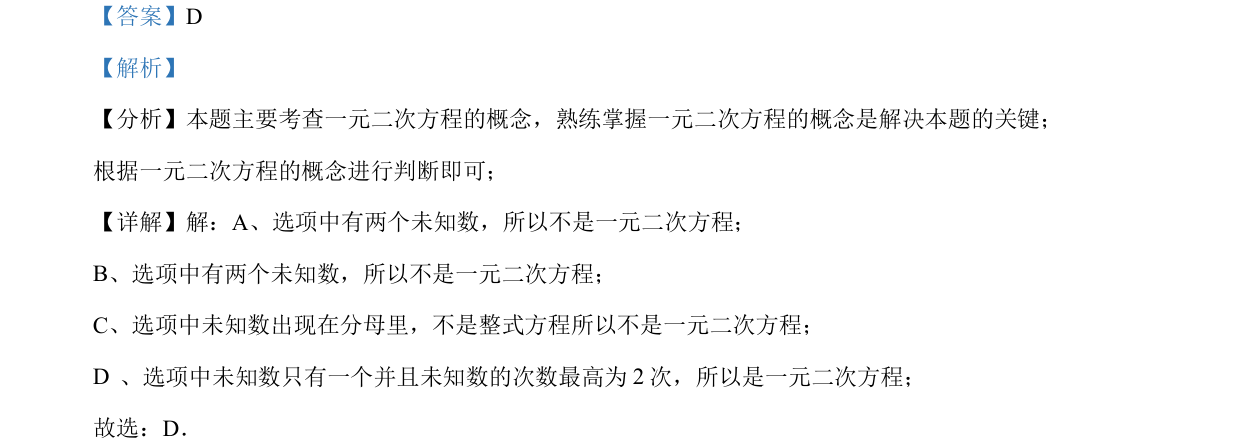 【答案】D
【解析】
【分析】本题主要考查一元二次方程的概念，熟练掌握一元二次方程的概念是解决本题的关键；
根据一元二次方程的概念进行判断即可；
【详解】解：A、选项中有两个未知数，所以不是一元二次方程；
B、选项中有两个未知数，所以不是一元二次方程；
C、选项中未知数出现在分母里，不是整式方程所以不是一元二次方程；
D 、选项中未知数只有一个并且未知数的次数最高为 2 次，所以是一元二次方程；
故选：D．